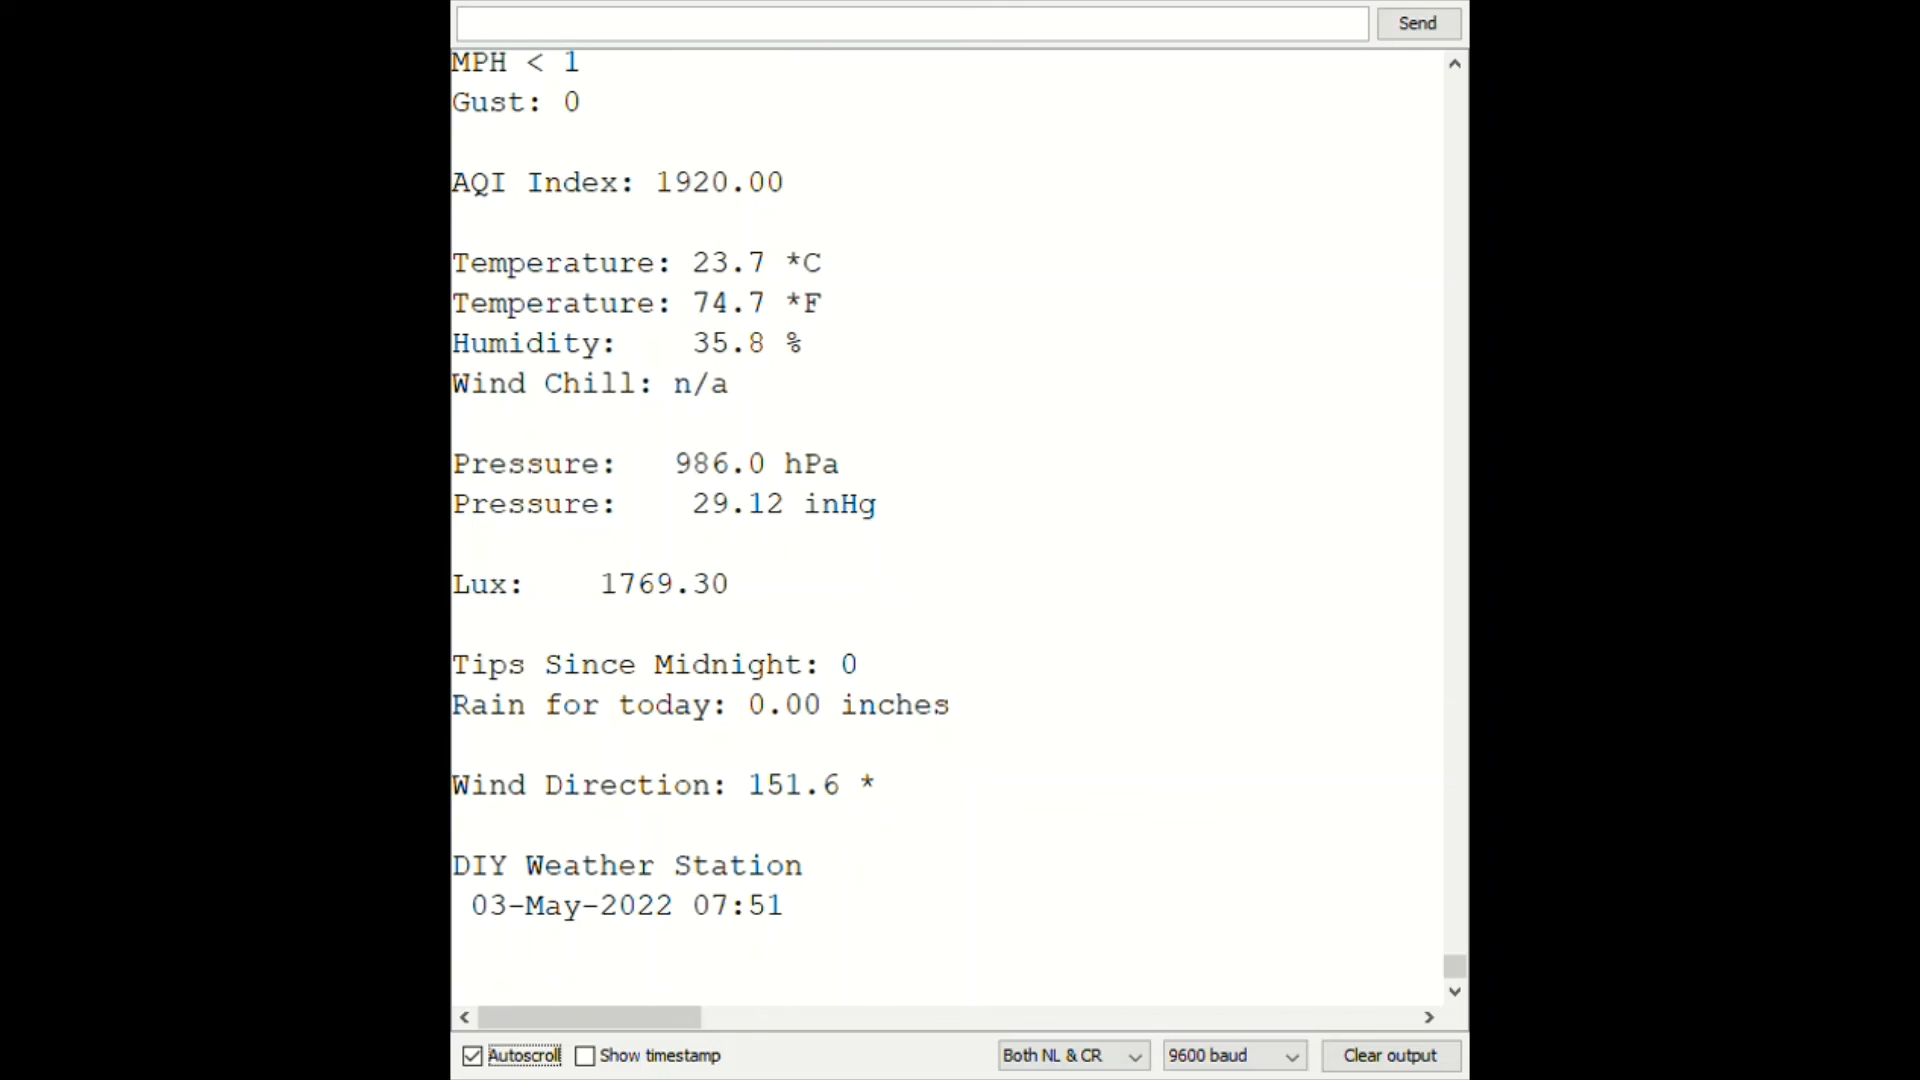 Send
MPH < 1
Gust: 0
AQI Index: 1920.00
Temperature: 23.7 *C
Temperature: 74.7 *F
Humidity:    35.8 %
Wind Chill: n/a
Pressure:   986.0 hPa
Pressure:    29.12 inHg
Lux:    1769.30
Tips Since Midnight: 0
Rain for today: 0.00 inches
Wind Direction: 151.6 *
DIY Weather Station
03-May-2022 07:51
Autoscroll Show timestamp Both NL & CR 9600 baud Clear output